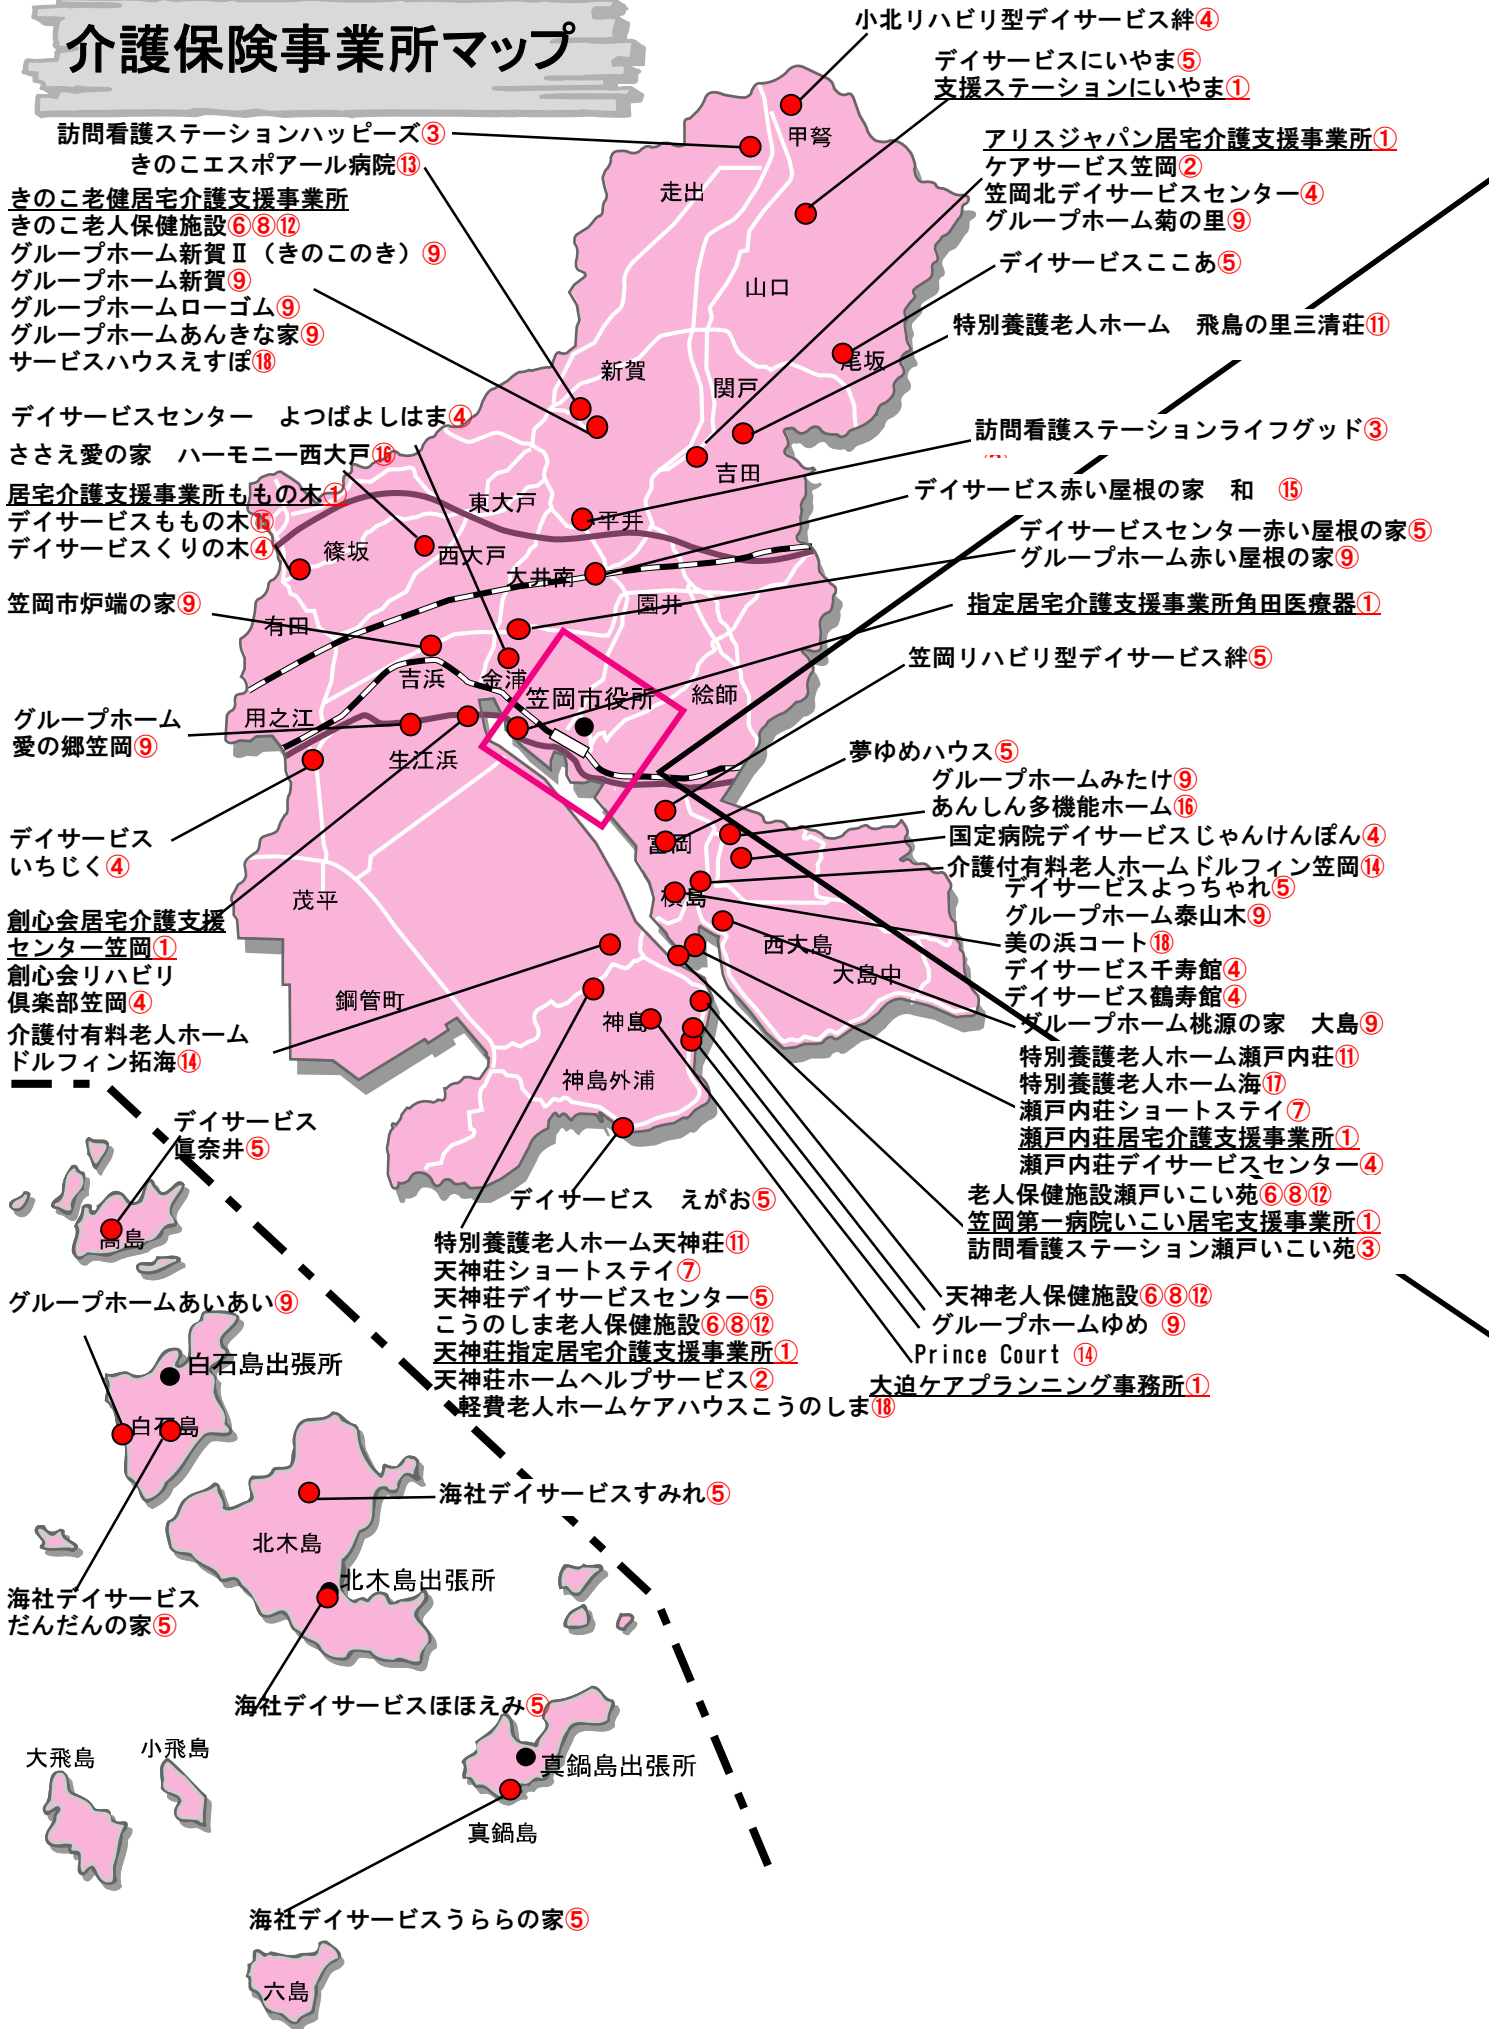 介護保険事業所マップ
小北リハビリ型デイサービス絆④
デイサービスにいやま⑤
支援ステーションにいやま①
訪問看護ステーションハッピーズ③
きのこエスポアール病院⑬
アリスジャパン居宅介護支援事業所①
ケアサービス笠岡②
笠岡北デイサービスセンター④
グループホーム菊の里⑨
きのこ老健居宅介護支援事業所
きのこ老人保健施設⑥⑧⑫
グループホーム新賀Ⅱ（きのこのき）⑨
グループホーム新賀⑨
グループホームローゴム⑨
グループホームあんきな家⑨
サービスハウスえすぽ⑱
デイサービスここあ⑤
特別養護老人ホーム　飛鳥の里三清荘⑪
甲弩
走出
山口
尾坂
新賀
関戸
吉田
デイサービスセンター　よつばよしはま④
ささえ愛の家　ハーモニー西大戸⑯
居宅介護支援事業所ももの木①
デイサービスももの木⑮
デイサービスくりの木④
訪問看護ステーションライフグッド③
デイサービス赤い屋根の家　和　⑮
デイサービスセンター赤い屋根の家⑤
グループホーム赤い屋根の家⑨
東大戸
平井
篠坂
西大戸
大井南
園井
有田
笠岡市炉端の家⑨
指定居宅介護支援事業所角田医療器①
笠岡リハビリ型デイサービス絆⑤
吉浜
金浦
笠岡市役所
絵師
用之江
生江浜
グループホーム
愛の郷笠岡⑨
夢ゆめハウス⑤
グループホームみたけ⑨
あんしん多機能ホーム⑯
国定病院デイサービスじゃんけんぽん④
介護付有料老人ホームドルフィン笠岡⑭
デイサービスよっちゃれ⑤
グループホーム泰山木⑨
美の浜コート⑱
デイサービス千寿館④
デイサービス鶴寿館④
グループホーム桃源の家　大島⑨
デイサービス
いちじく④
富岡
茂平
横島
西大島
大島中
創心会居宅介護支援
センター笠岡①
創心会リハビリ
倶楽部笠岡④
介護付有料老人ホーム
ドルフィン拓海⑭
鋼管町
神島
神島外浦
特別養護老人ホーム瀬戸内荘⑪
特別養護老人ホーム海⑰
瀬戸内荘ショートステイ⑦
瀬戸内荘居宅介護支援事業所①
瀬戸内荘デイサービスセンター④
老人保健施設瀬戸いこい苑⑥⑧⑫
笠岡第一病院いこい居宅支援事業所①
訪問看護ステーション瀬戸いこい苑③
デイサービス
眞奈井⑤
高島
デイサービス　えがお⑤
特別養護老人ホーム天神荘⑪
天神荘ショートステイ⑦
天神荘デイサービスセンター⑤
こうのしま老人保健施設⑥⑧⑫
天神荘指定居宅介護支援事業所①
天神荘ホームヘルプサービス②
軽費老人ホームケアハウスこうのしま⑱
天神老人保健施設⑥⑧⑫
グループホームゆめ ⑨
Prince Court ⑭
大迫ケアプランニング事務所①
グループホームあいあい⑨
白石島出張所
白石島
海社デイサービスすみれ⑤
北木島
北木島出張所
海社デイサービス
だんだんの家⑤
海社デイサービスほほえみ⑤
大飛島
小飛島
真鍋島出張所
真鍋島
海社デイサービスうららの家⑤
六島